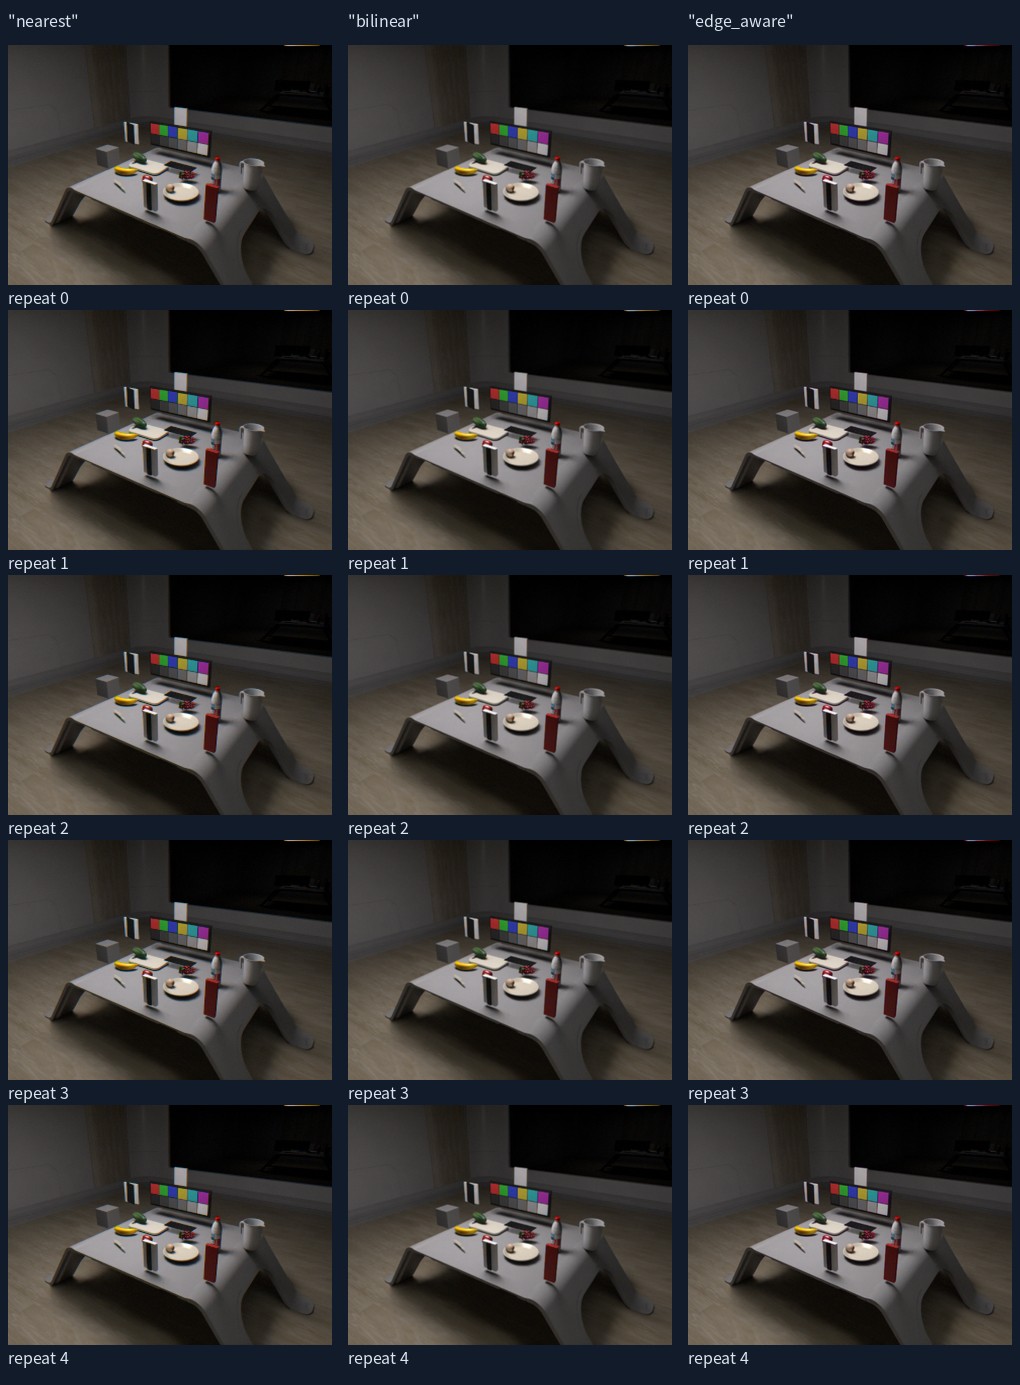 "nearest" "bilinear" "edge_aware"
repeat 0 repeat 0 repeat 0
repeat 1 repeat 1 repeat 1
repeat 2 repeat 2 repeat 2
repeat 3 repeat 3 repeat 3
repeat 4 repeat 4 repeat 4